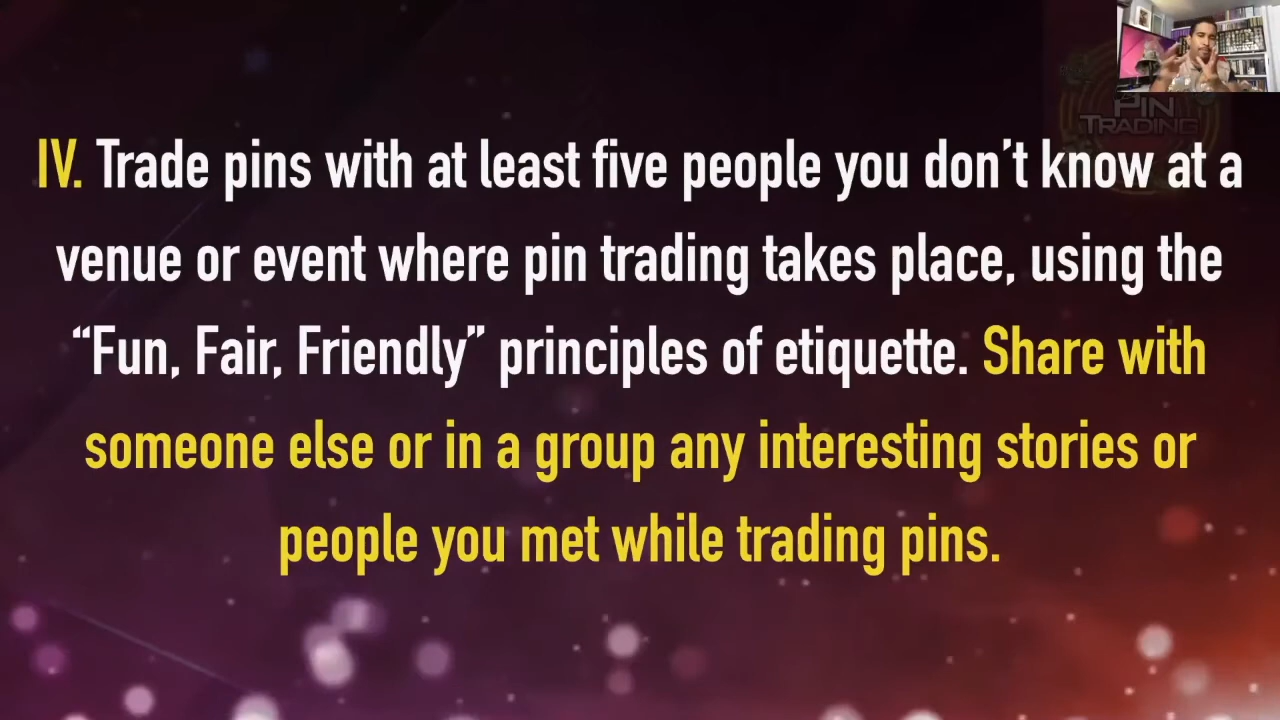 PIN
TRADING
IV. Trade pins with at least five people you don’t know at a
venue or event where pin trading takes place, using the
“Fun, Fair, Friendly” principles of etiquette. Share with
someone else or in a group any interesting stories or
people you met while trading pins.